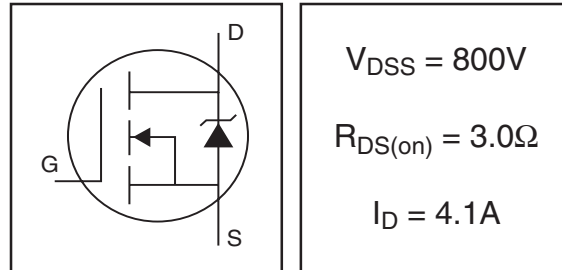 D
G
S
V_DSS = 800V
R_DS(on) = 3.0Ω
I_D = 4.1A